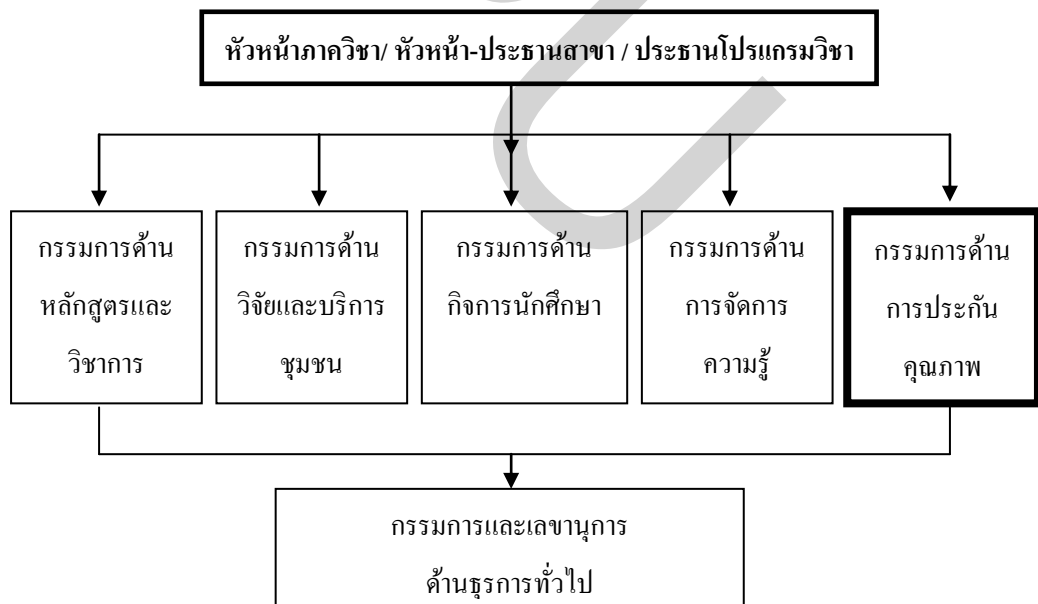 หัวหน้าภาควิชา/ หัวหน้า-ประธานสาขา / ประธานโปรแกรมวิชา
กรรมการด้าน
หลักสูตรและ
วิชาการ
กรรมการด้าน
วิจัยและบริการ
ชุมชน
กรรมการด้าน
กิจการนักศึกษา
กรรมการด้าน
การจัดการ
ความรู้
กรรมการด้าน
การประกัน
คุณภาพ
กรรมการและเลขานุการ
ด้านธุรการทั่วไป